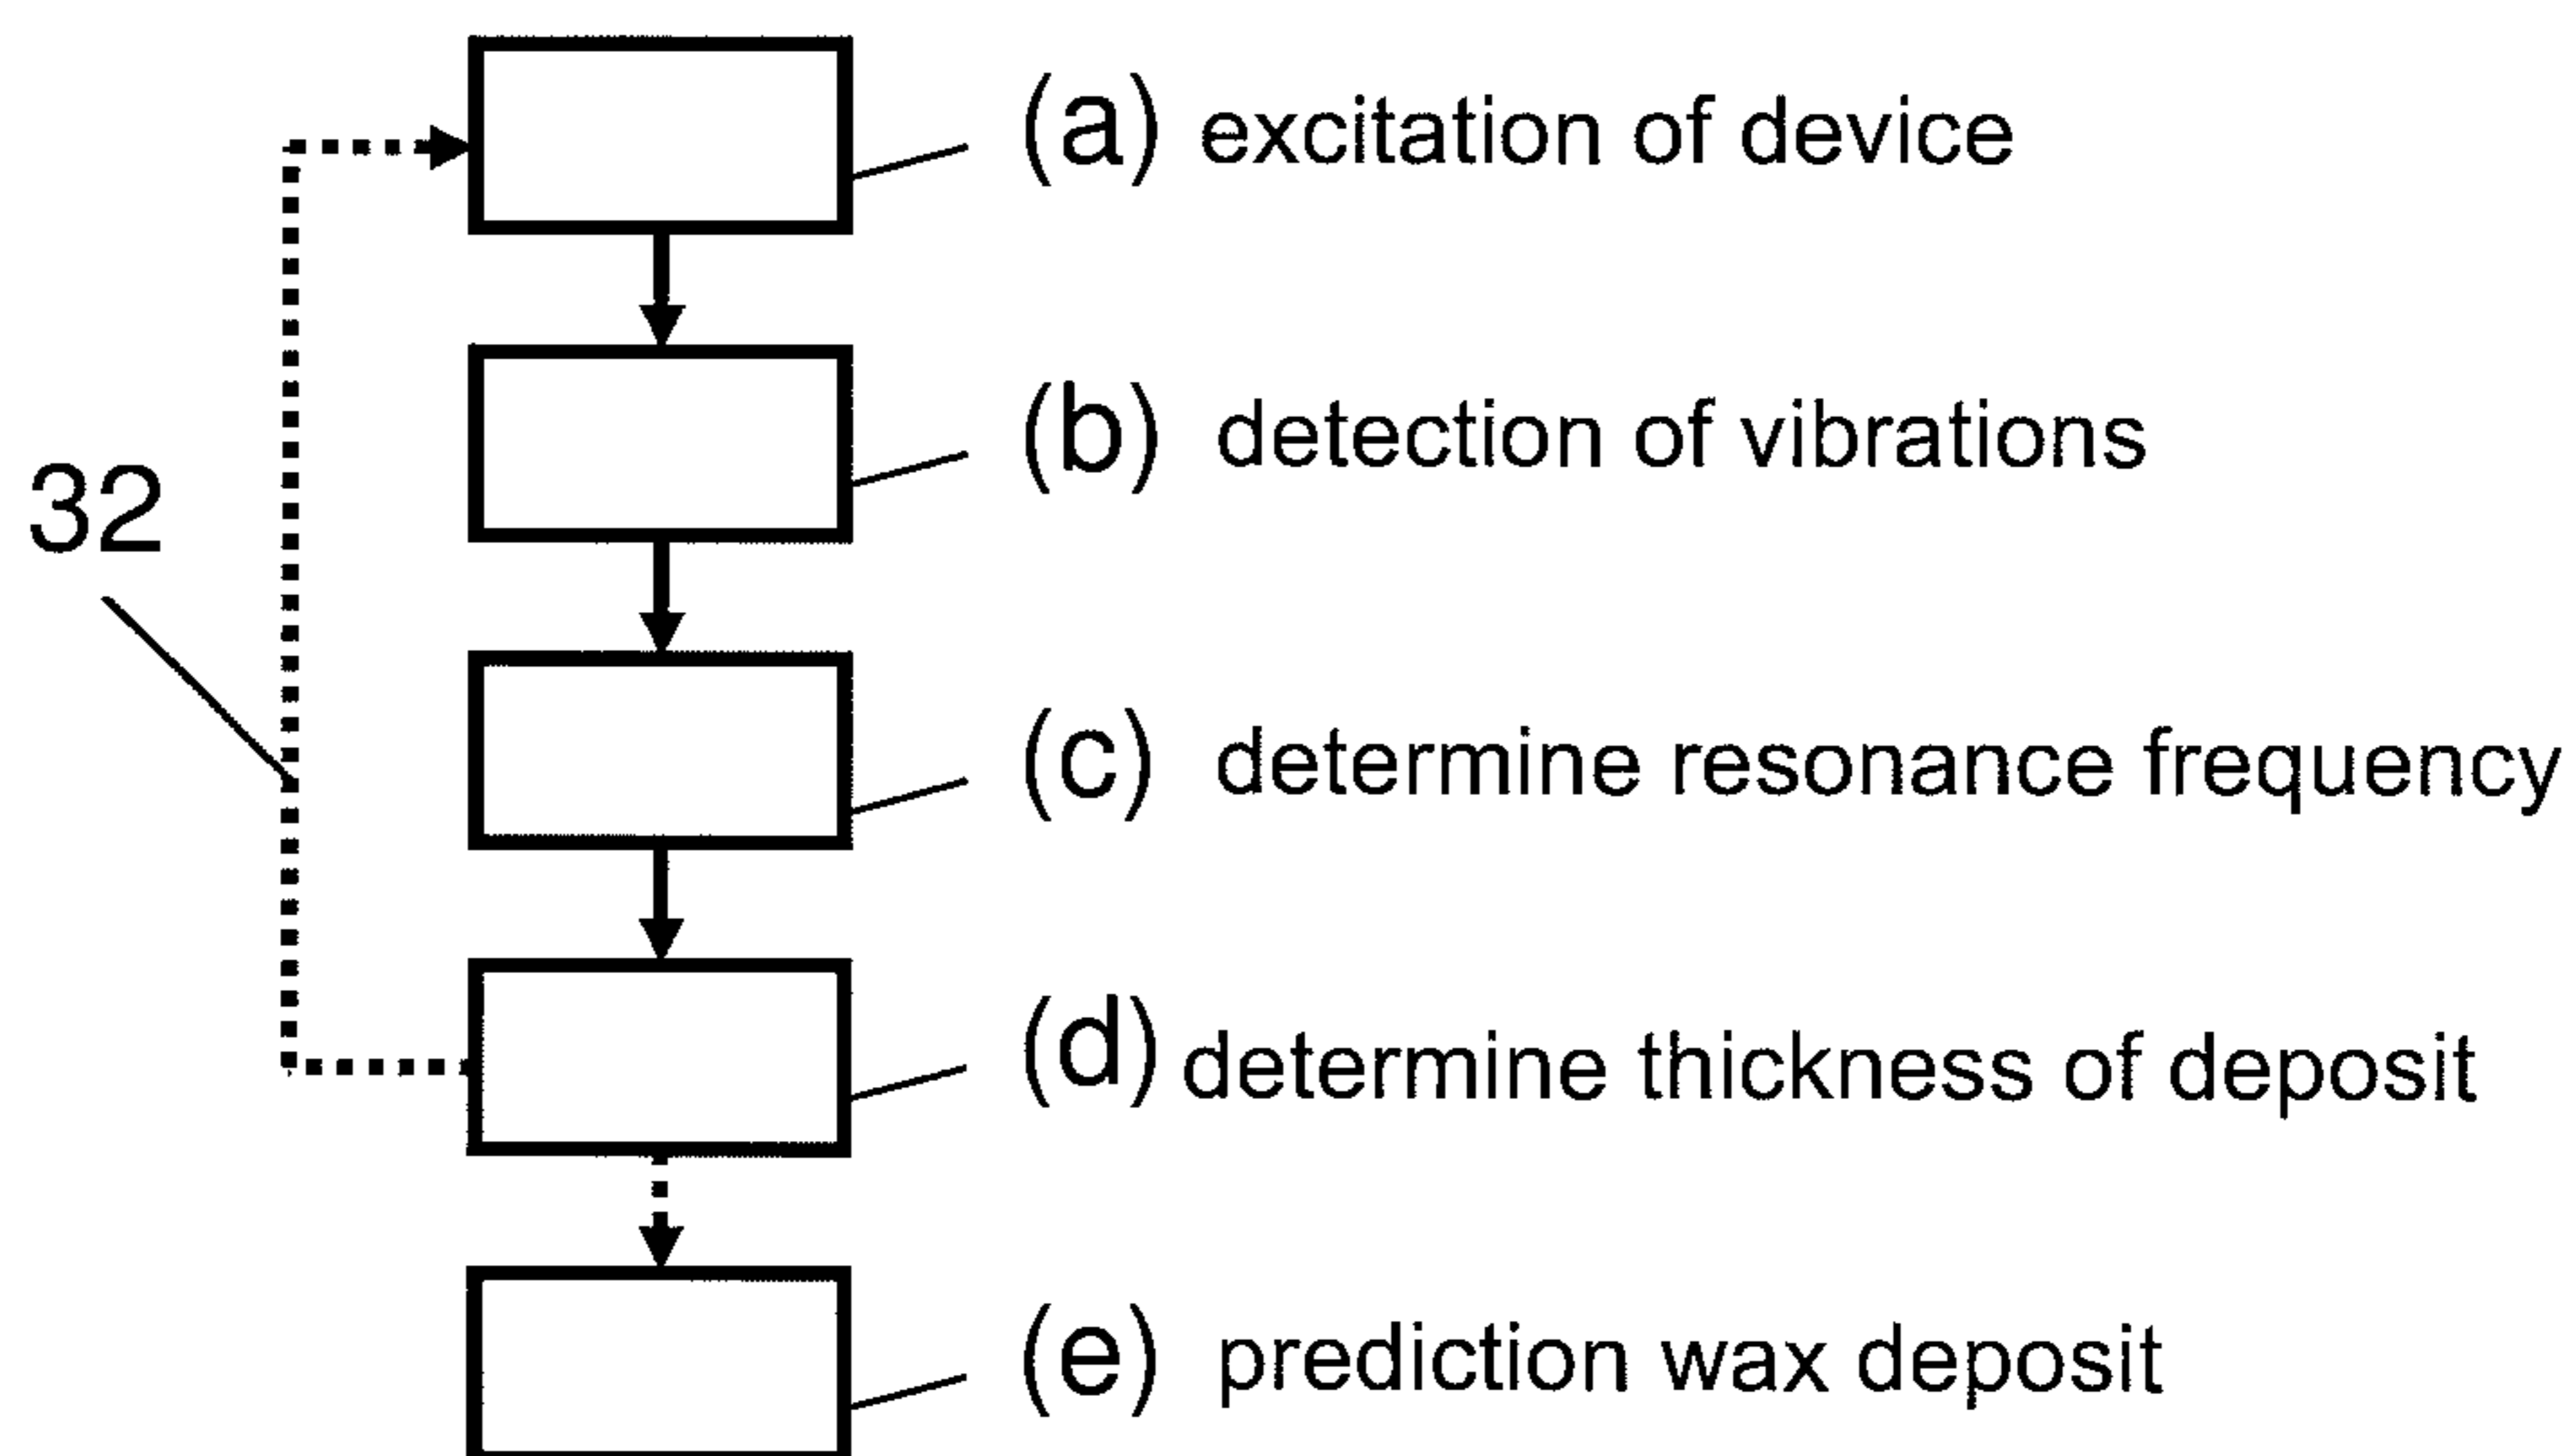 (a) excitation of device
(b) detection of vibrations
32
(c) determine resonance frequency
(d) determine thickness of deposit
(e) prediction wax deposit